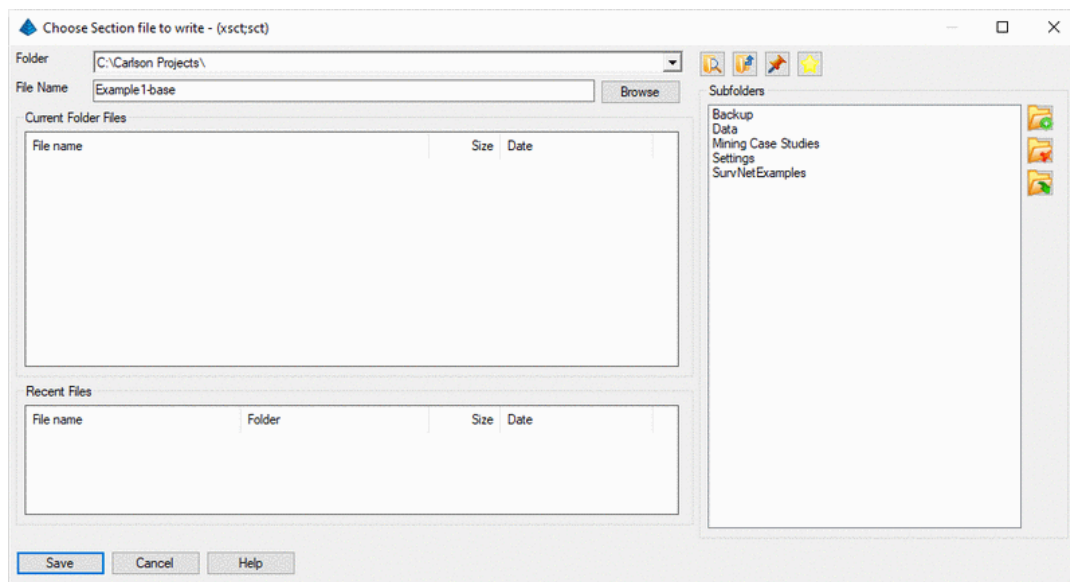 Choose Section file to write - (xsct;sct)
Folder
C:\Carlson Projects\
File Name
Example1-base
Browse
Current Folder Files
File name Size Date
Recent Files
File name Folder Size Date
Subfolders
Backup
Data
Mining Case Studies
Settings
SurvNetExamples
Save Cancel Help